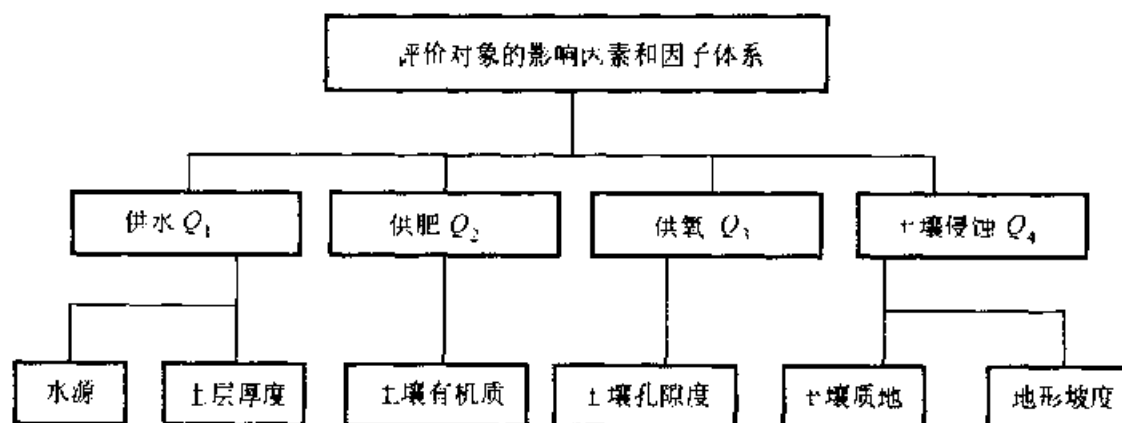 评价对象的影响因素和因子体系
供水 Q₁
供肥 Q₂
供氧 Q₃
土壤侵蚀 Q₄
水源
土层厚度
土壤有机质
土壤孔隙度
土壤质地
地形坡度